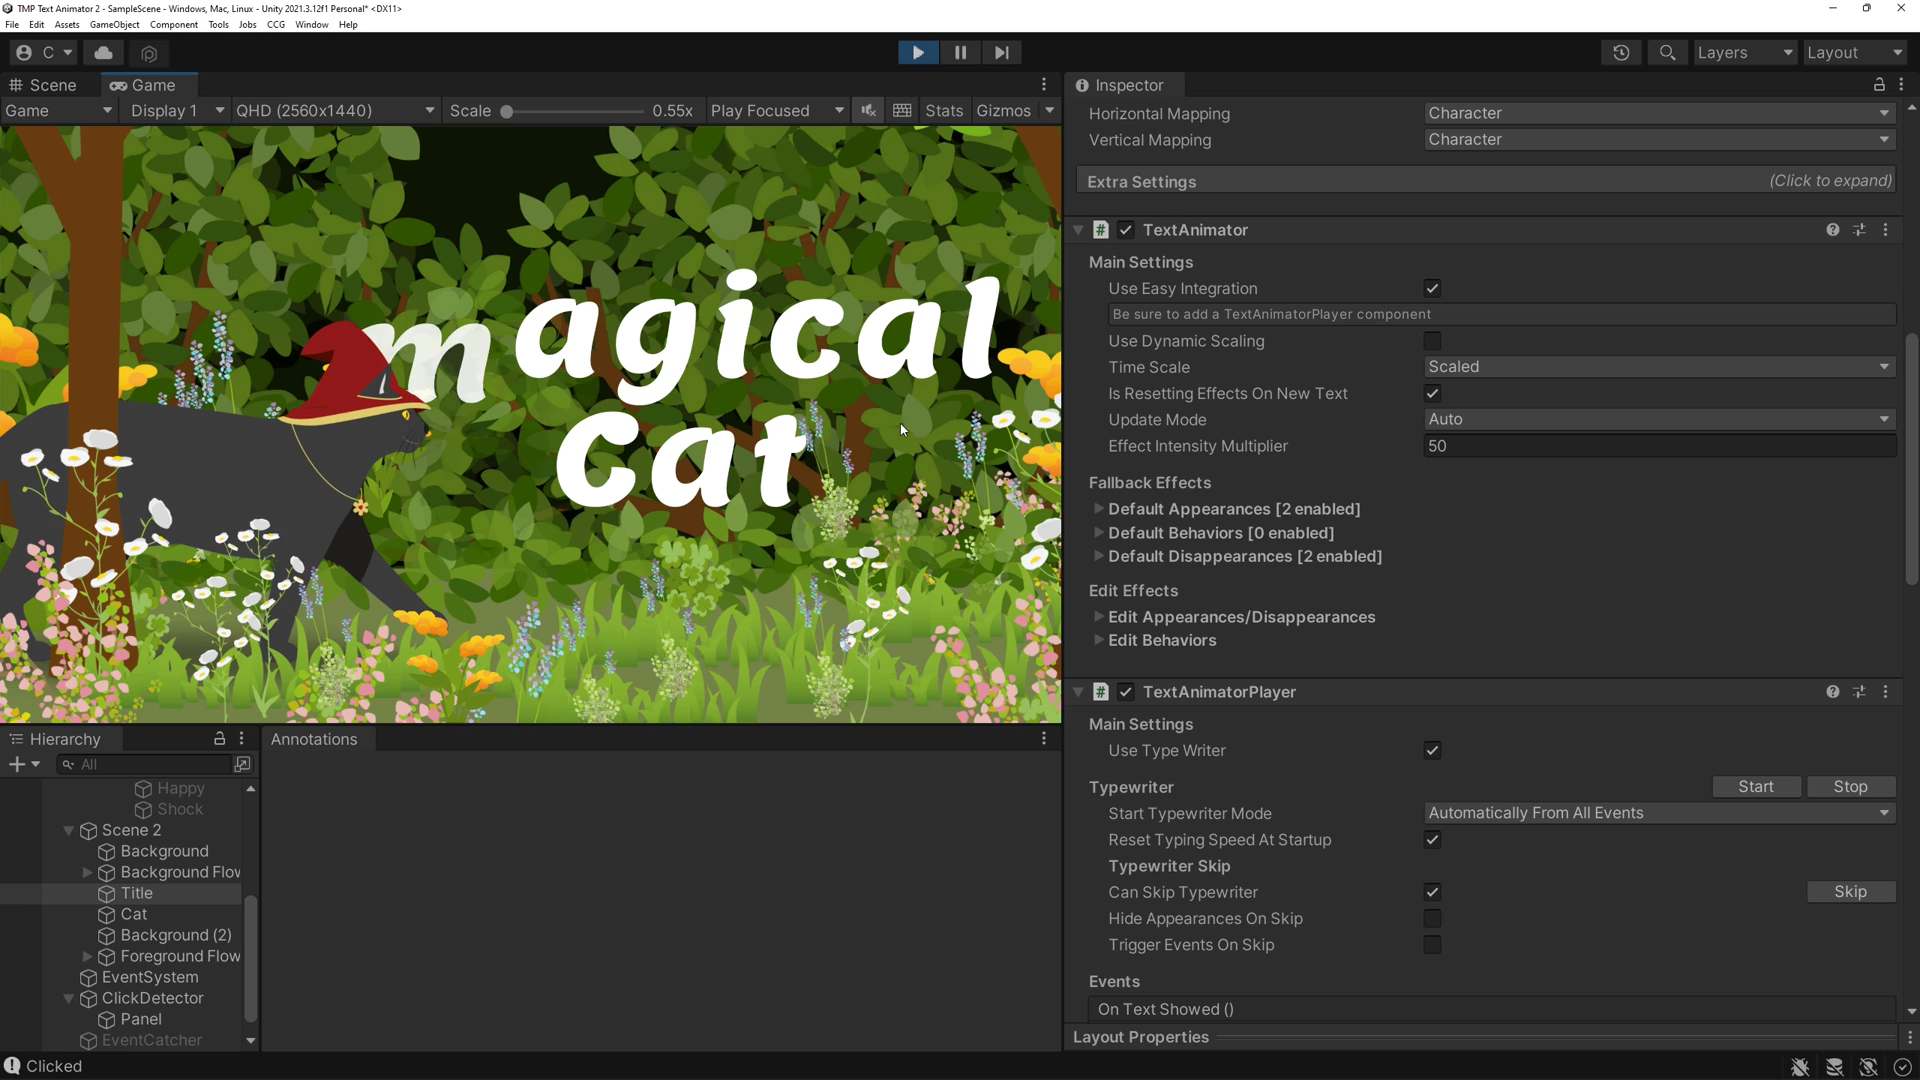 TMP Text Animator 2 - SampleScene - Windows, Mac, Linux - Unity 2021.3.12f1 Personal* <DX11>
File Edit Assets GameObject Component Tools Jobs CCG Window Help
C Layers Layout
Scene Game
Game Display 1 QHD (2560x1440) Scale 0.55x Play Focused Stats Gizmos
magical
Cat
Hierarchy
All
Happy
Shock
Scene 2
Background
Background Flow
Title
Cat
Background (2)
Foreground Flow
EventSystem
ClickDetector
Panel
EventCatcher
Annotations
Inspector
Horizontal Mapping Character
Vertical Mapping Character
Extra Settings (Click to expand)
# TextAnimator
Main Settings
Use Easy Integration
Be sure to add a TextAnimatorPlayer component
Use Dynamic Scaling
Time Scale Scaled
Is Resetting Effects On New Text
Update Mode Auto
Effect Intensity Multiplier 50
Fallback Effects
Default Appearances [2 enabled]
Default Behaviors [0 enabled]
Default Disappearances [2 enabled]
Edit Effects
Edit Appearances/Disappearances
Edit Behaviors
# TextAnimatorPlayer
Main Settings
Use Type Writer
Typewriter Start Stop
Start Typewriter Mode Automatically From All Events
Reset Typing Speed At Startup
Typewriter Skip
Can Skip Typewriter Skip
Hide Appearances On Skip
Trigger Events On Skip
Events
On Text Showed ()
Layout Properties
Clicked